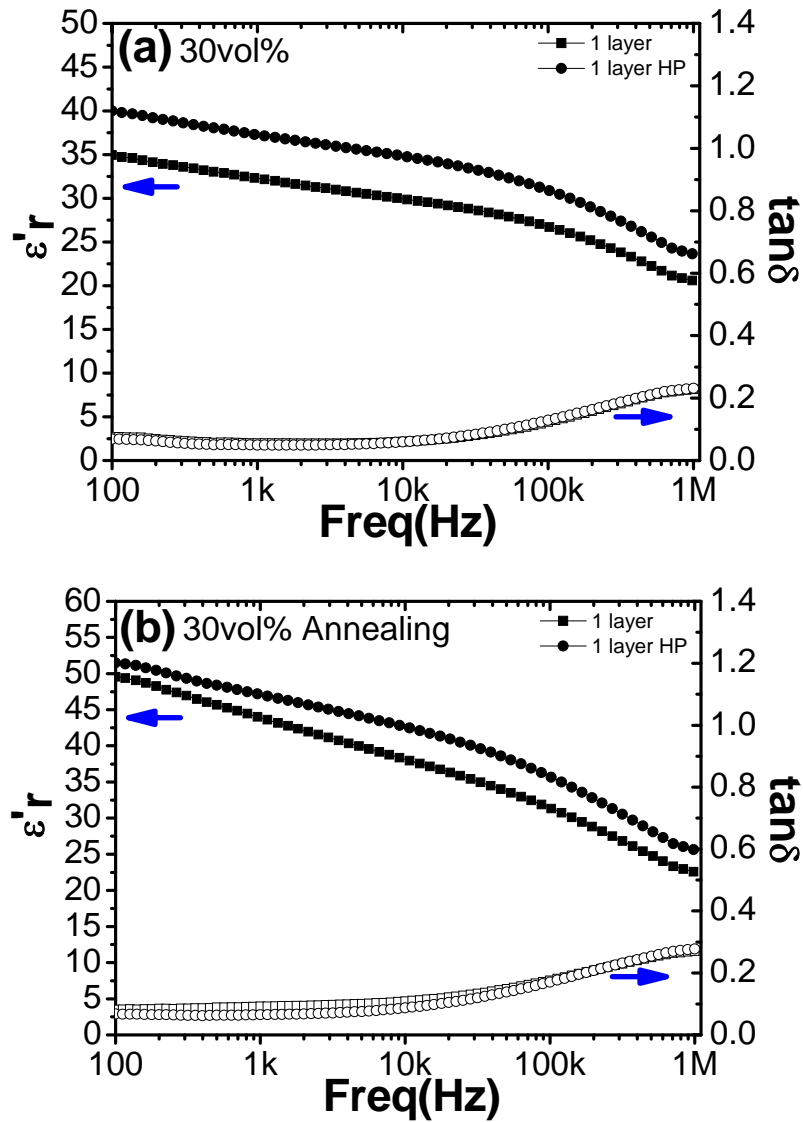 (a) 30vol%
1 layer
1 layer HP
50
45
40
35
30
25
20
15
10
5
0
ε'r
1.4
1.2
1.0
0.8
0.6
0.4
0.2
0.0
tanδ
100 1k 10k 100k 1M
Freq(Hz)
(b) 30vol% Annealing
1 layer
1 layer HP
60
55
50
45
40
35
30
25
20
15
10
5
0
ε'r
1.4
1.2
1.0
0.8
0.6
0.4
0.2
0.0
tanδ
100 1k 10k 100k 1M
Freq(Hz)